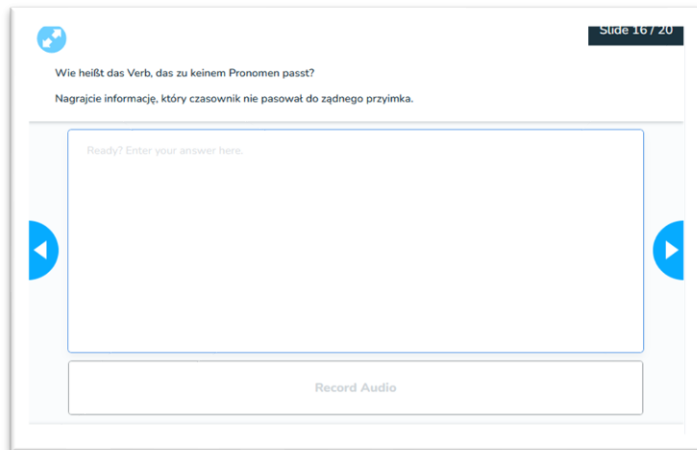 Slide 16 / 20
Wie heißt das Verb, das zu keinem Pronomen passt?
Nagrajcie informację, który czasownik nie pasował do ządnego przyimka.
Ready? Enter your answer here.
Record Audio